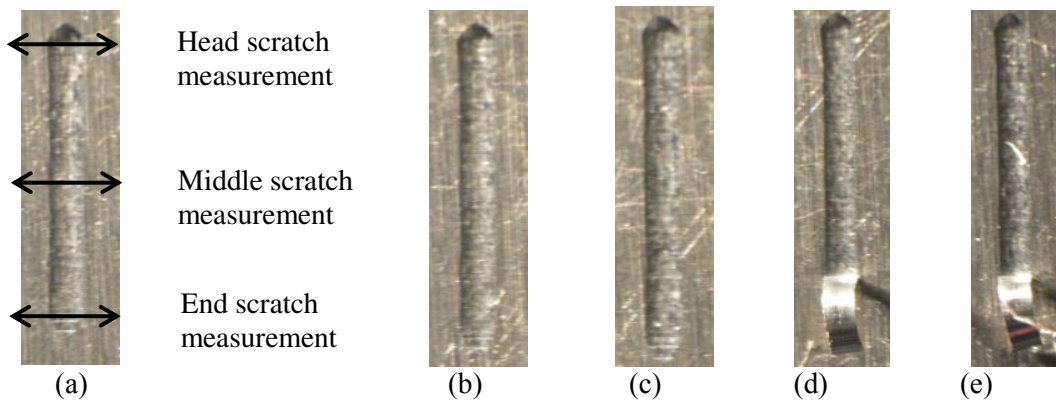 Head scratch
measurement
Middle scratch
measurement
End scratch
measurement
(a)
(b)
(c)
(d)
(e)